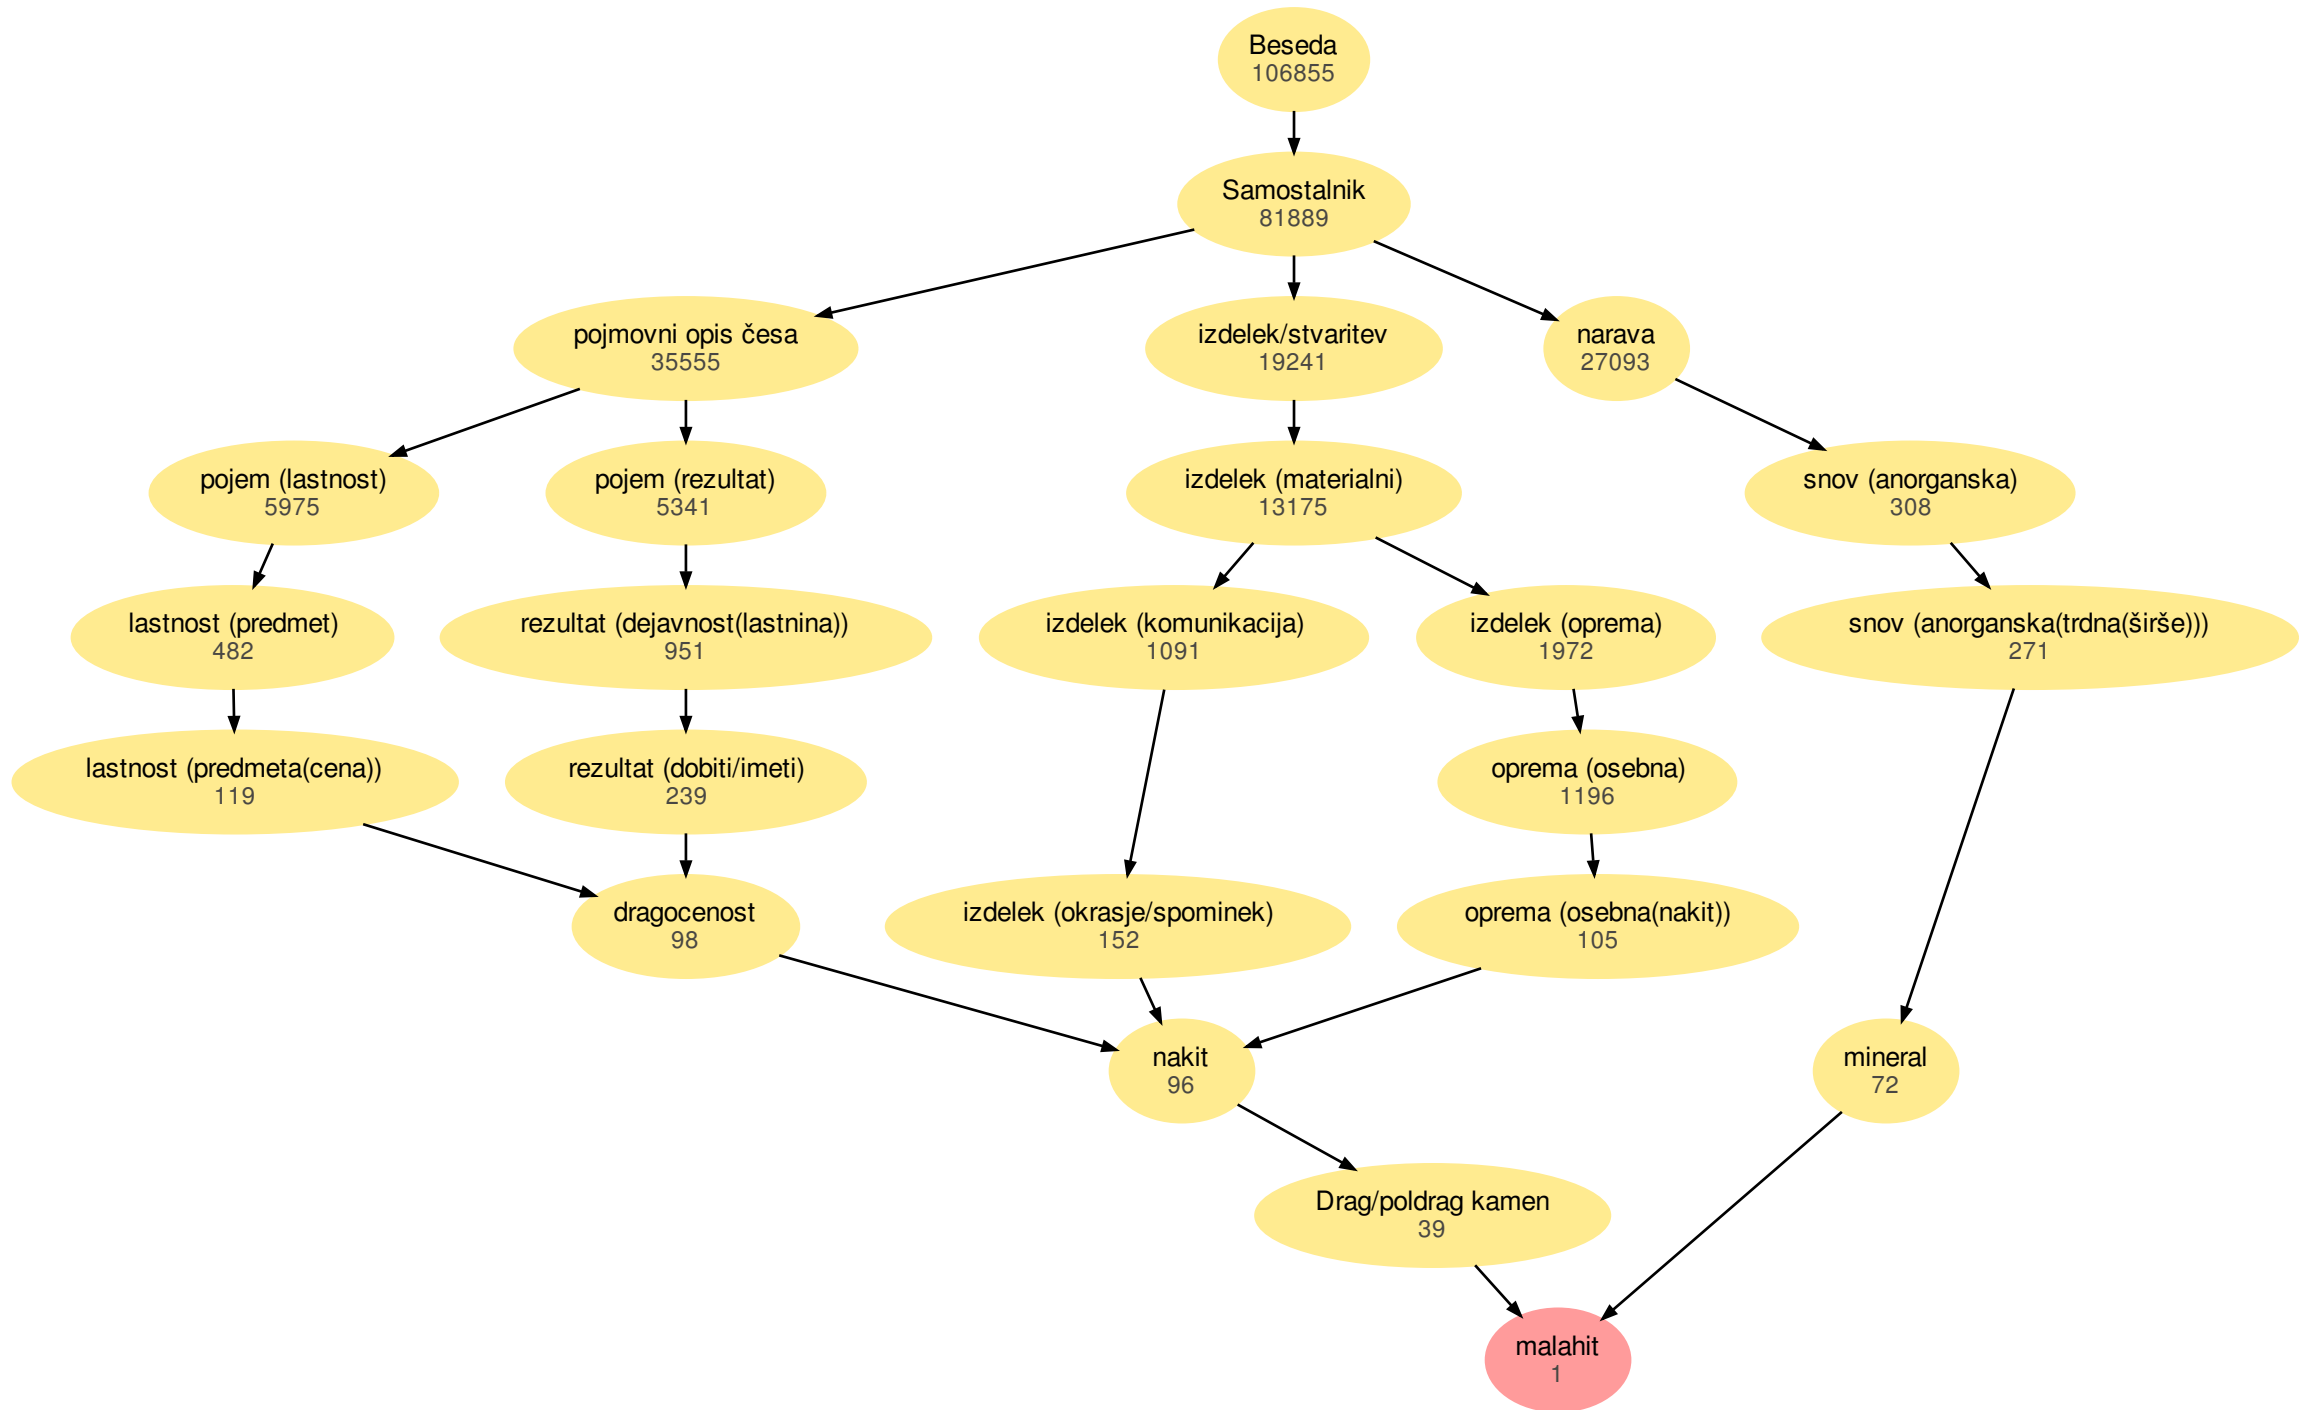 Beseda
106855
Samostalnik
81889
pojmovni opis česa
35555
izdelek/stvaritev
19241
narava
27093
pojem (lastnost)
5975
pojem (rezultat)
5341
izdelek (materialni)
13175
snov (anorganska)
308
lastnost (predmet)
482
rezultat (dejavnost(lastnina))
951
izdelek (komunikacija)
1091
izdelek (oprema)
1972
snov (anorganska(trdna(širše)))
271
lastnost (predmeta(cena))
119
rezultat (dobiti/imeti)
239
oprema (osebna)
1196
dragocenost
98
izdelek (okrasje/spominek)
152
oprema (osebna(nakit))
105
nakit
96
mineral
72
Drag/poldrag kamen
39
malahit
1